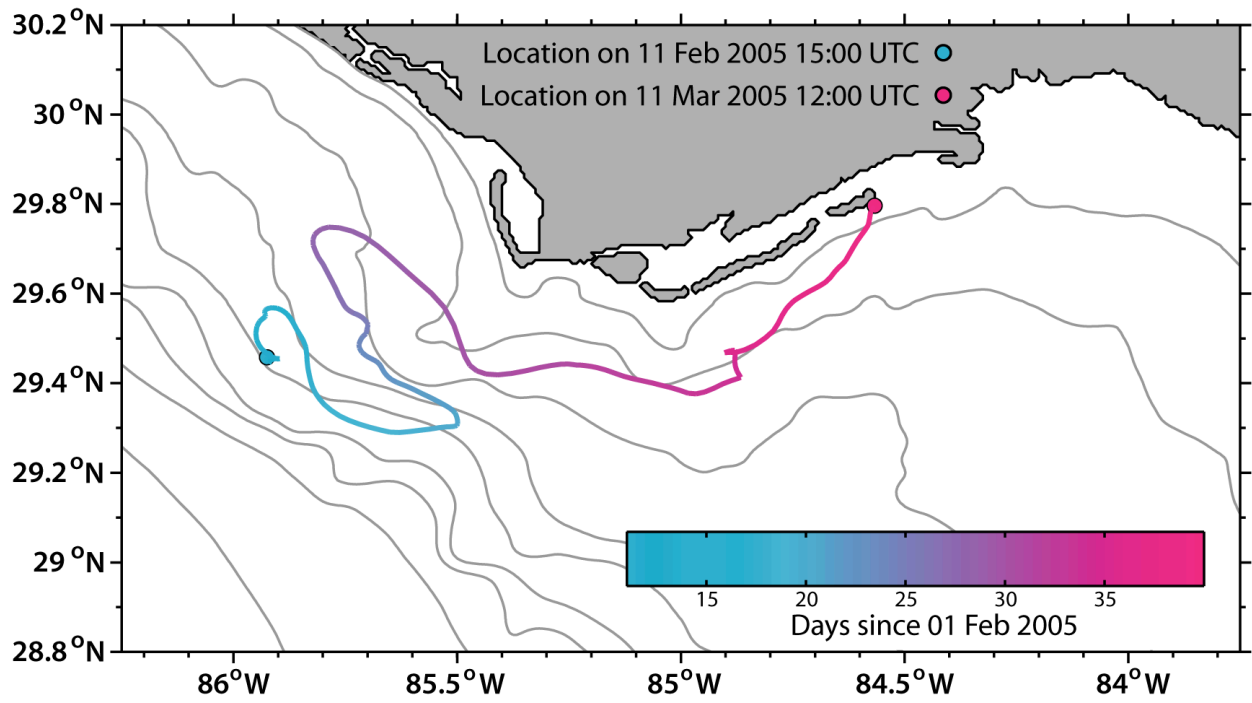 30.2°N
Location on 11 Feb 2005 15:00 UTC
Location on 11 Mar 2005 12:00 UTC
30°N
29.8°N
29.6°N
29.4°N
29.2°N
29°N
28.8°N
15 20 25 30 35
Days since 01 Feb 2005
86°W 85.5°W 85°W 84.5°W 84°W